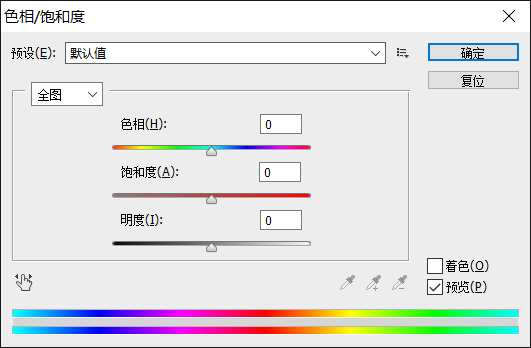 色相/饱和度
预设(E): 默认值
确定
复位
全图
色相(H): 0
饱和度(A): 0
明度(I): 0
着色(O)
预览(P)